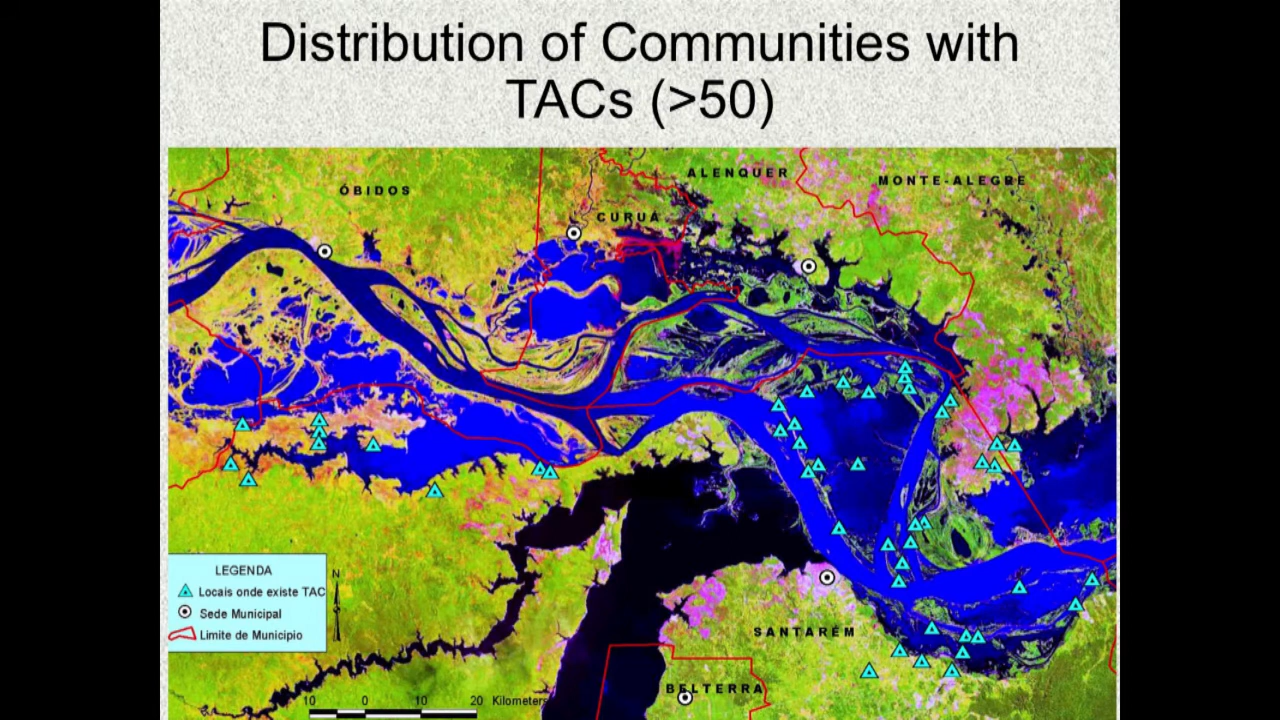 Distribution of Communities with
TACs (>50)
ALENQUER
MONTE-ALEGRE
ÓBIDOS
CURUÁ
LEGENDA
Locais onde existe TAC
Sede Municipal
Limite de Município
N
SANTARÉM
BELTERRA
10 0 10 20 Kilometers